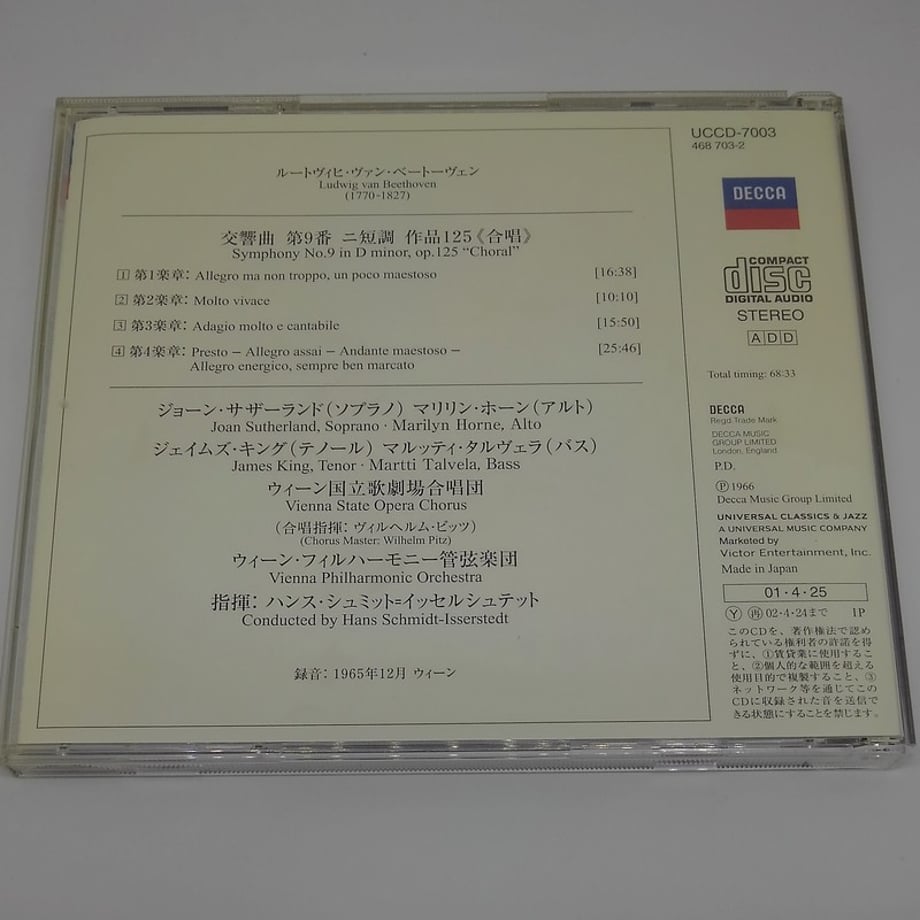 ルートヴィヒ・ヴァン・ベートーヴェン
Ludwig van Beethoven
(1770-1827)
交響曲 第9番 ニ短調 作品125《合唱》
Symphony No.9 in D minor, op.125 “Choral”
1 第1楽章: Allegro ma non troppo, un poco maestoso [16:38]
2 第2楽章: Molto vivace [10:10]
3 第3楽章: Adagio molto e cantabile [15:50]
4 第4楽章: Presto – Allegro assai – Andante maestoso – [25:46]
Allegro energico, sempre ben marcato
ジョーン・サザーランド(ソプラノ) マリリン・ホーン(アルト)
Joan Sutherland, Soprano · Marilyn Horne, Alto
ジェイムズ・キング(テノール) マルッティ・タルヴェラ(バス)
James King, Tenor · Martti Talvela, Bass
ウィーン国立歌劇場合唱団
Vienna State Opera Chorus
(合唱指揮: ヴィルヘルム・ピッツ)
(Chorus Master: Wilhelm Pitz)
ウィーン・フィルハーモニー管弦楽団
Vienna Philharmonic Orchestra
指揮: ハンス・シュミット=イッセルシュテット
Conducted by Hans Schmidt-Isserstedt
録音: 1965年12月 ウィーン
UCCD-7003
468 703-2
DECCA
COMPACT
disc
DIGITAL AUDIO
STEREO
ADD
Total timing: 68:33
DECCA
Regd. Trade Mark
DECCA MUSIC
GROUP LIMITED
London, England
P.D.
Ⓟ1966
Decca Music Group Limited
UNIVERSAL CLASSICS & JAZZ
A UNIVERSAL MUSIC COMPANY
Marketed by
Victor Entertainment, Inc.
Made in Japan
01・4・25
Ⓨ ㊢ 02・4・24まで 1P
このCDを、著作権法で認め
られている権利者の許諾を得
ずに、①賃貸業に使用するこ
と、②個人的な範囲を超える
使用目的で複製すること、③
ネットワーク等を通じてこの
CDに収録された音を送信で
きる状態にすることを禁じます。